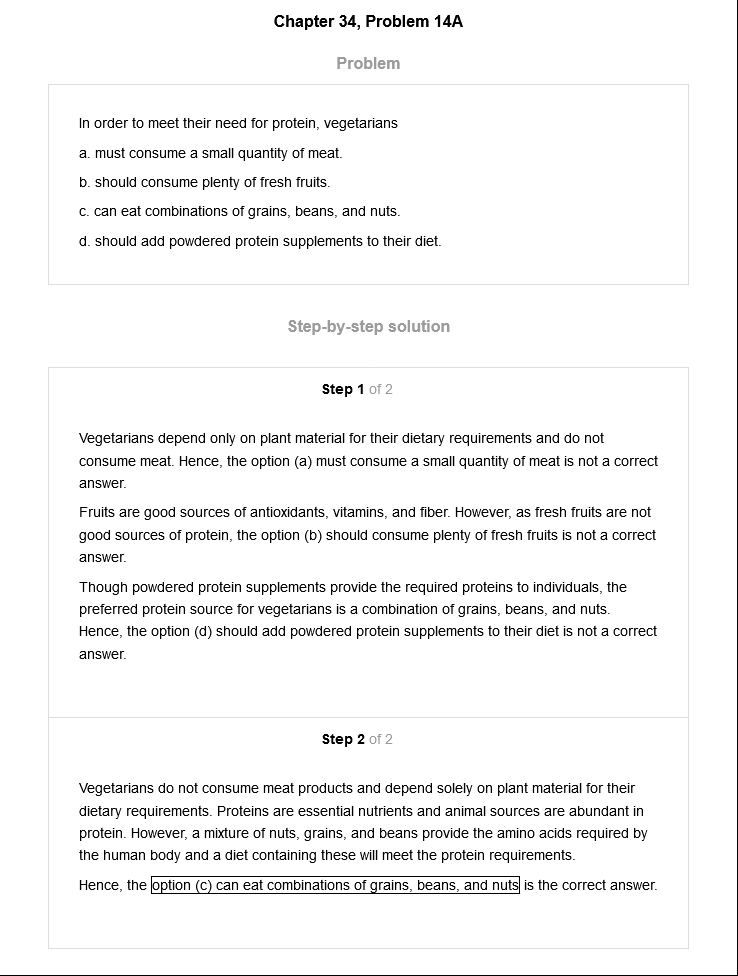 Chapter 34, Problem 14A
Problem
In order to meet their need for protein, vegetarians
a. must consume a small quantity of meat.
b. should consume plenty of fresh fruits.
c. can eat combinations of grains, beans, and nuts.
d. should add powdered protein supplements to their diet.
Step-by-step solution
Step 1 of 2
Vegetarians depend only on plant material for their dietary requirements and do not
consume meat. Hence, the option (a) must consume a small quantity of meat is not a correct
answer.
Fruits are good sources of antioxidants, vitamins, and fiber. However, as fresh fruits are not
good sources of protein, the option (b) should consume plenty of fresh fruits is not a correct
answer.
Though powdered protein supplements provide the required proteins to individuals, the
preferred protein source for vegetarians is a combination of grains, beans, and nuts.
Hence, the option (d) should add powdered protein supplements to their diet is not a correct
answer.
Step 2 of 2
Vegetarians do not consume meat products and depend solely on plant material for their
dietary requirements. Proteins are essential nutrients and animal sources are abundant in
protein. However, a mixture of nuts, grains, and beans provide the amino acids required by
the human body and a diet containing these will meet the protein requirements.
Hence, the option (c) can eat combinations of grains, beans, and nuts is the correct answer.